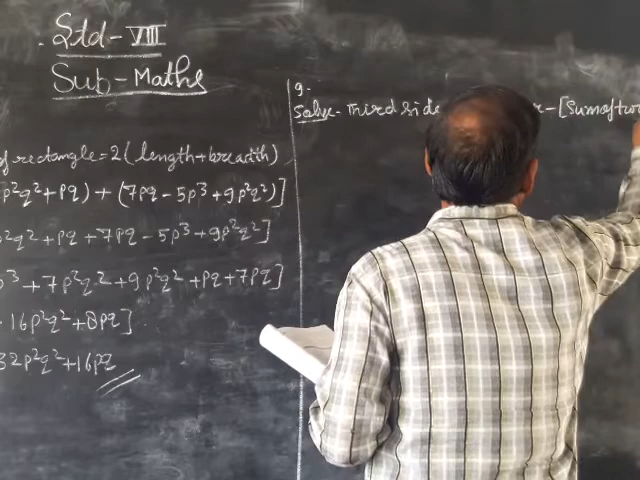 Std-VIII
Sub-Maths
of rectangle=2(length+breadth)
p²q²+pq)+(7pq-5p³+9p²q²)]
²q²+pq+7pq-5p³+9p²q²]
p³+7p²q²+9p²q²+pq+7pq]
16p²q²+8pq]
32p²q²+16pq
9.
Solve-Third side -[Sum of two